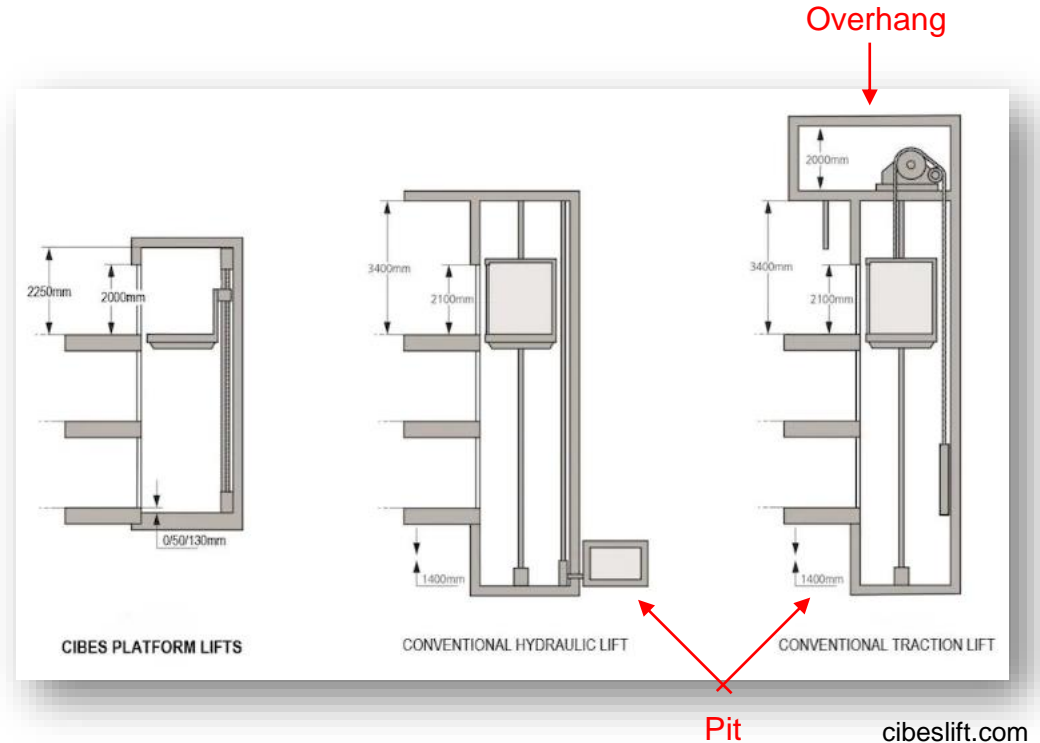 Overhang
2000mm
3400mm
2100mm
3400mm
2100mm
2250mm
2000mm
0/50/130mm
1400mm
1400mm
CIBES PLATFORM LIFTS
CONVENTIONAL HYDRAULIC LIFT
CONVENTIONAL TRACTION LIFT
Pit
cibeslift.com